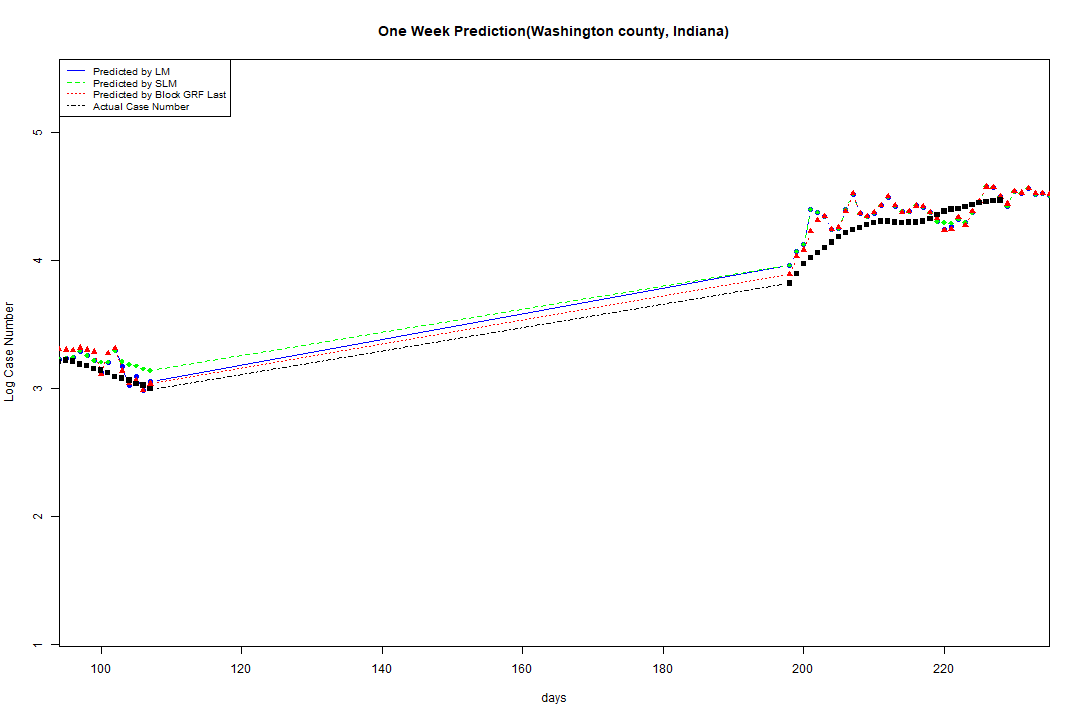 One Week Prediction(Washington county, Indiana)
Predicted by LM
Predicted by SLM
Predicted by Block GRF Last
Actual Case Number
5
4
3
2
1
Log Case Number
100 120 140 160 180 200 220
days